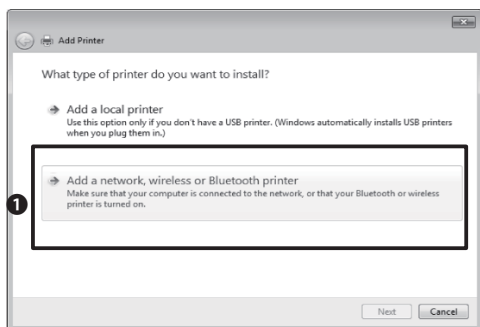 Add Printer
What type of printer do you want to install?
Add a local printer
Use this option only if you don't have a USB printer. (Windows automatically installs USB printers
when you plug them in.)
Add a network, wireless or Bluetooth printer
Make sure that your computer is connected to the network, or that your Bluetooth or wireless
printer is turned on.
1
Next Cancel